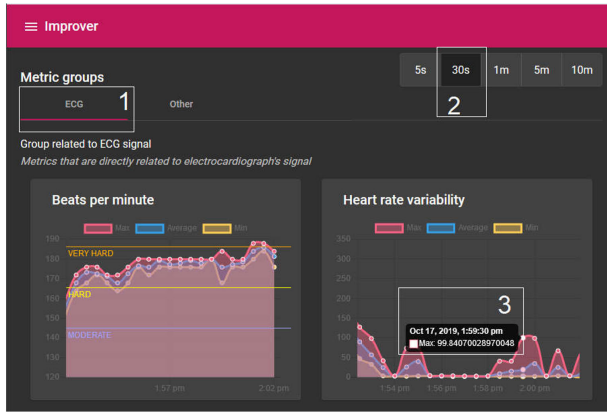 Improver
5s 30s 1m 5m 10m
2
Metric groups
ECG 1 Other
Group related to ECG signal
Metrics that are directly related to electrocardiograph's signal
Beats per minute
Max Average Min
190
VERY HARD
180
170
HARD
160
150
MODERATE
140
130
120
1:57 pm 2:02 pm
Heart rate variability
Max Average Min
350
300
250
200
150
3
Oct 17, 2019, 1:59:30 pm
Max: 99.84070028970048
100
50
0
1:54 pm 1:56 pm 1:58 pm 2:00 pm